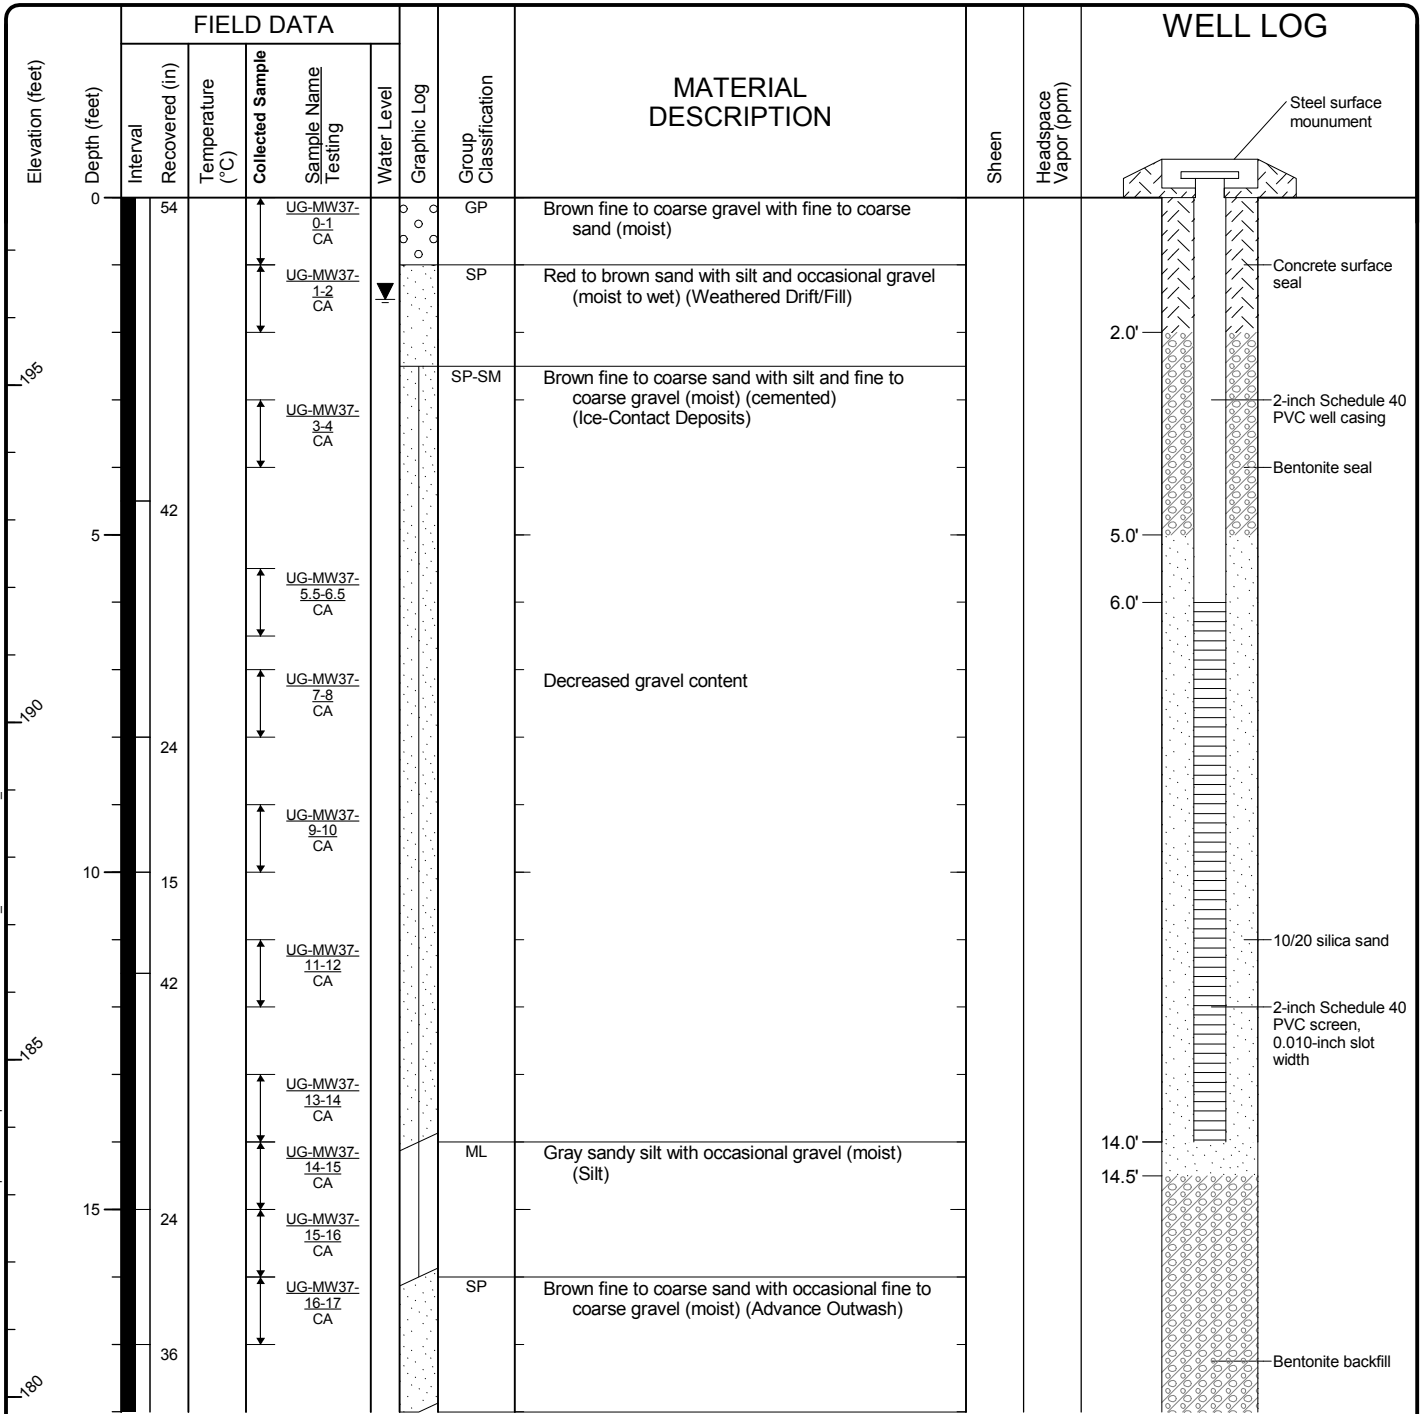 FIELD DATA
WELL LOG
Elevation (feet)
Depth (feet)
Interval
Recovered (in)
Temperature
(°C)
Collected Sample
Sample Name
Testing
Water Level
Graphic Log
Group
Classification
MATERIAL
DESCRIPTION
Sheen
Headspace
Vapor (ppm)
Steel surface
mounument
0
54
UG-MW37-
0-1
CA
GP
Brown fine to coarse gravel with fine to coarse
sand (moist)
UG-MW37-
1-2
CA
SP
Red to brown sand with silt and occasional gravel
(moist to wet) (Weathered Drift/Fill)
Concrete surface
seal
2.0'
195
SP-SM
Brown fine to coarse sand with silt and fine to
coarse gravel (moist) (cemented)
(Ice-Contact Deposits)
UG-MW37-
3-4
CA
2-inch Schedule 40
PVC well casing
Bentonite seal
42
5
5.0'
UG-MW37-
5.5-6.5
CA
6.0'
UG-MW37-
7-8
CA
Decreased gravel content
190
24
UG-MW37-
9-10
CA
10
15
UG-MW37-
11-12
CA
10/20 silica sand
42
2-inch Schedule 40
PVC screen,
0.010-inch slot
width
185
UG-MW37-
13-14
CA
14.0'
UG-MW37-
14-15
CA
ML
Gray sandy silt with occasional gravel (moist)
(Silt)
14.5'
15
24
UG-MW37-
15-16
CA
UG-MW37-
16-17
CA
SP
Brown fine to coarse sand with occasional fine to
coarse gravel (moist) (Advance Outwash)
36
Bentonite backfill
180